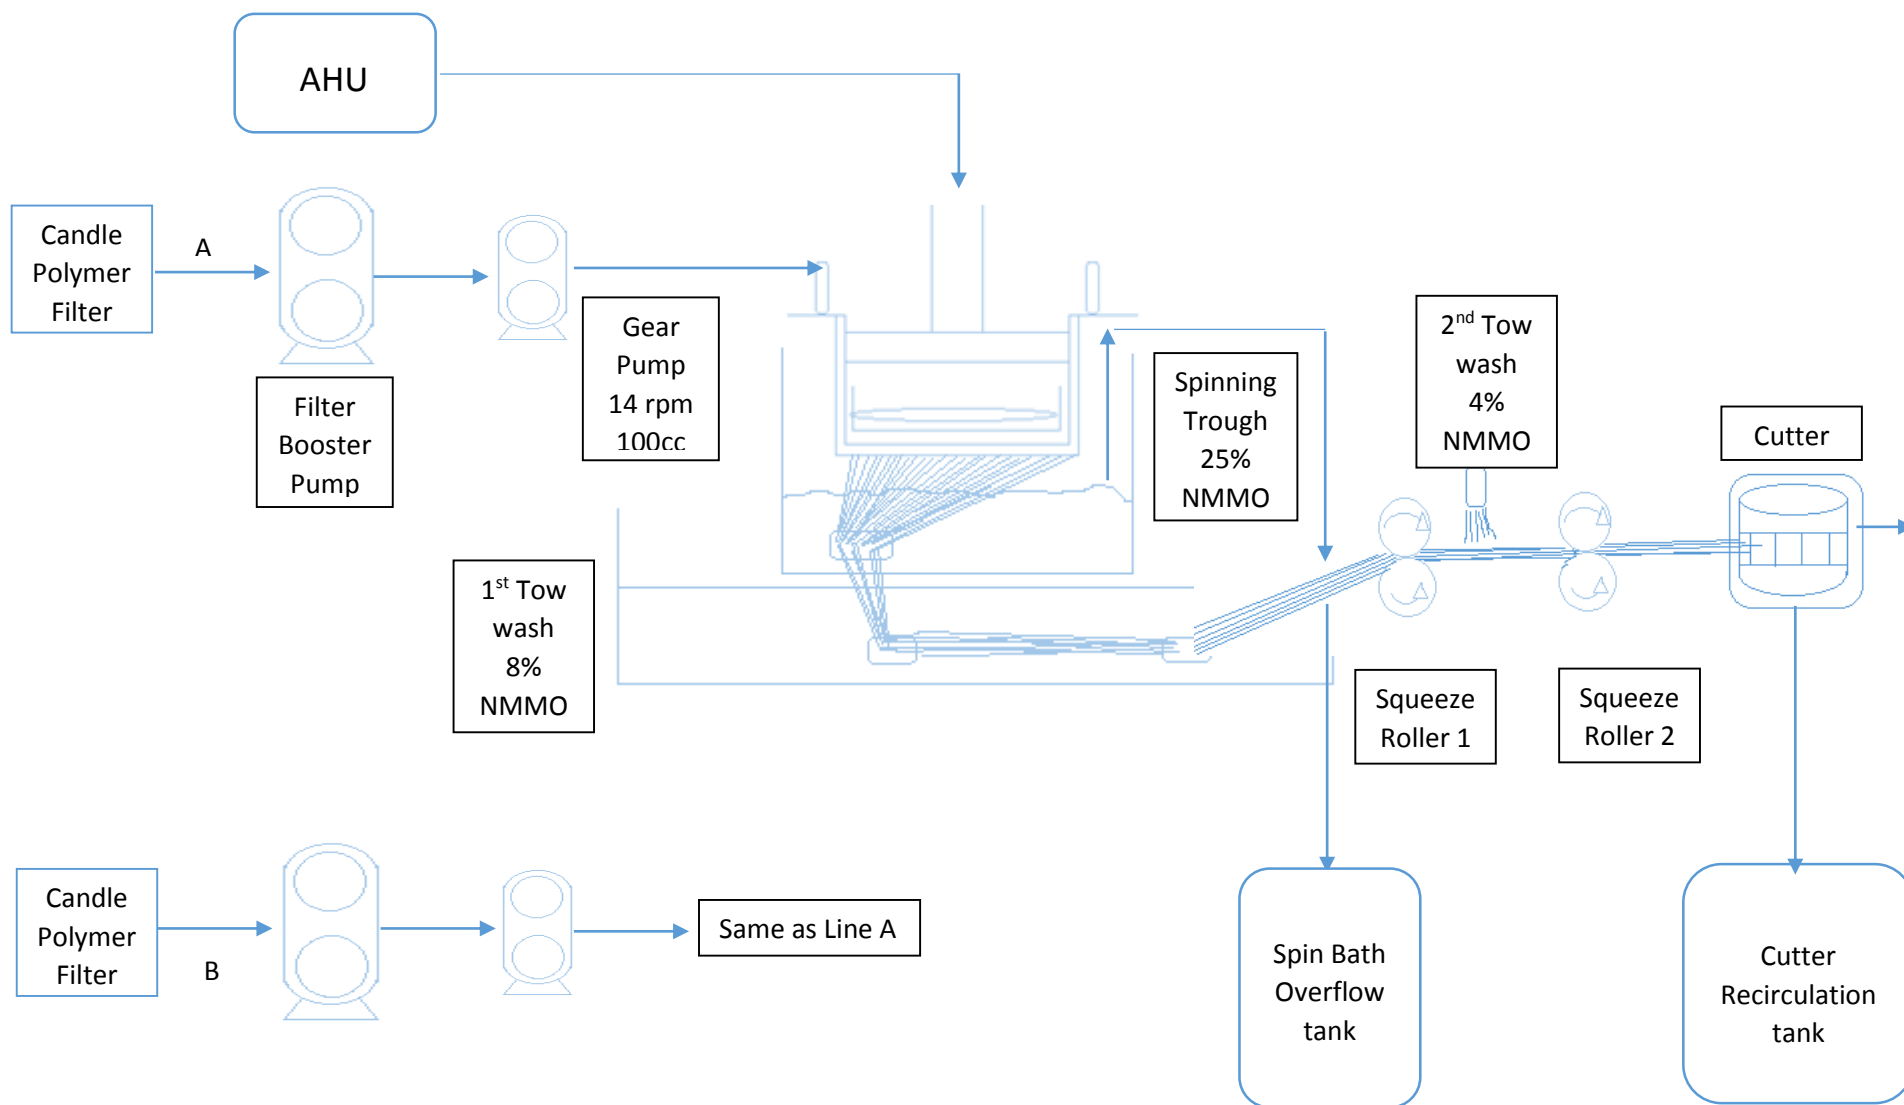 AHU
Candle
Polymer
Filter
A
Filter
Booster
Pump
Gear
Pump
14 rpm
100cc
Spinning
Trough
25%
NMMO
2nd Tow
wash
4%
NMMO
Cutter
1st Tow
wash
8%
NMMO
Squeeze
Roller 1
Squeeze
Roller 2
Candle
Polymer
Filter
B
Same as Line A
Spin Bath
Overflow
tank
Cutter
Recirculation
tank